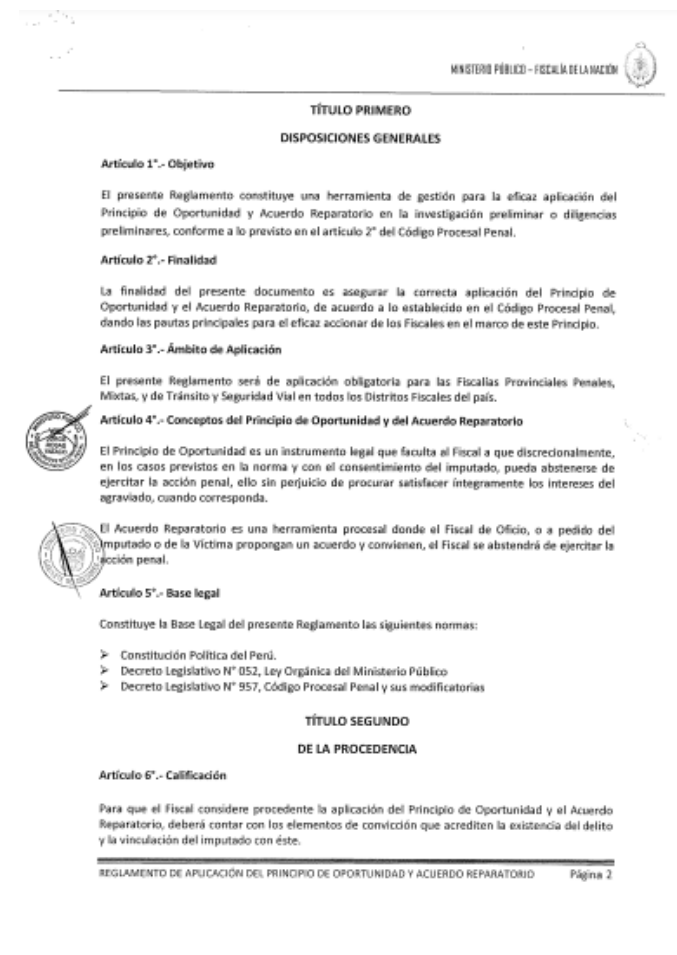 MINISTERIO PÚBLICO – FISCALÍA DE LA NACIÓN
TÍTULO PRIMERO
DISPOSICIONES GENERALES
Artículo 1°.- Objetivo
El presente Reglamento constituye una herramienta de gestión para la eficaz aplicación del
Principio de Oportunidad y Acuerdo Reparatorio en la investigación preliminar o diligencias
preliminares, conforme a lo previsto en el artículo 2° del Código Procesal Penal.
Artículo 2°.- Finalidad
La finalidad del presente documento es asegurar la correcta aplicación del Principio de
Oportunidad y el Acuerdo Reparatorio, de acuerdo a lo establecido en el Código Procesal Penal,
dando las pautas principales para el eficaz accionar de los Fiscales en el marco de este Principio.
Artículo 3°.- Ámbito de Aplicación
El presente Reglamento será de aplicación obligatoria para las Fiscalías Provinciales Penales,
Mixtas, y de Tránsito y Seguridad Vial en todos los Distritos Fiscales del país.
Artículo 4°.- Conceptos del Principio de Oportunidad y del Acuerdo Reparatorio
El Principio de Oportunidad es un instrumento legal que faculta al Fiscal a que discrecionalmente,
en los casos previstos en la norma y con el consentimiento del imputado, pueda abstenerse de
ejercitar la acción penal, ello sin perjuicio de procurar satisfacer íntegramente los intereses del
agraviado, cuando corresponda.
El Acuerdo Reparatorio es una herramienta procesal donde el Fiscal de Oficio, o a pedido del
Imputado o de la Víctima propongan un acuerdo y convienen, el Fiscal se abstendrá de ejercitar la
acción penal.
Artículo 5°.- Base legal
Constituye la Base Legal del presente Reglamento las siguientes normas:
➢ Constitución Política del Perú.
➢ Decreto Legislativo N° 052, Ley Orgánica del Ministerio Público
➢ Decreto Legislativo N° 957, Código Procesal Penal y sus modificatorias
TÍTULO SEGUNDO
DE LA PROCEDENCIA
Artículo 6°.- Calificación
Para que el Fiscal considere procedente la aplicación del Principio de Oportunidad y el Acuerdo
Reparatorio, deberá contar con los elementos de convicción que acrediten la existencia del delito
y la vinculación del imputado con éste.
REGLAMENTO DE APLICACIÓN DEL PRINCIPIO DE OPORTUNIDAD Y ACUERDO REPARATORIO Página 2